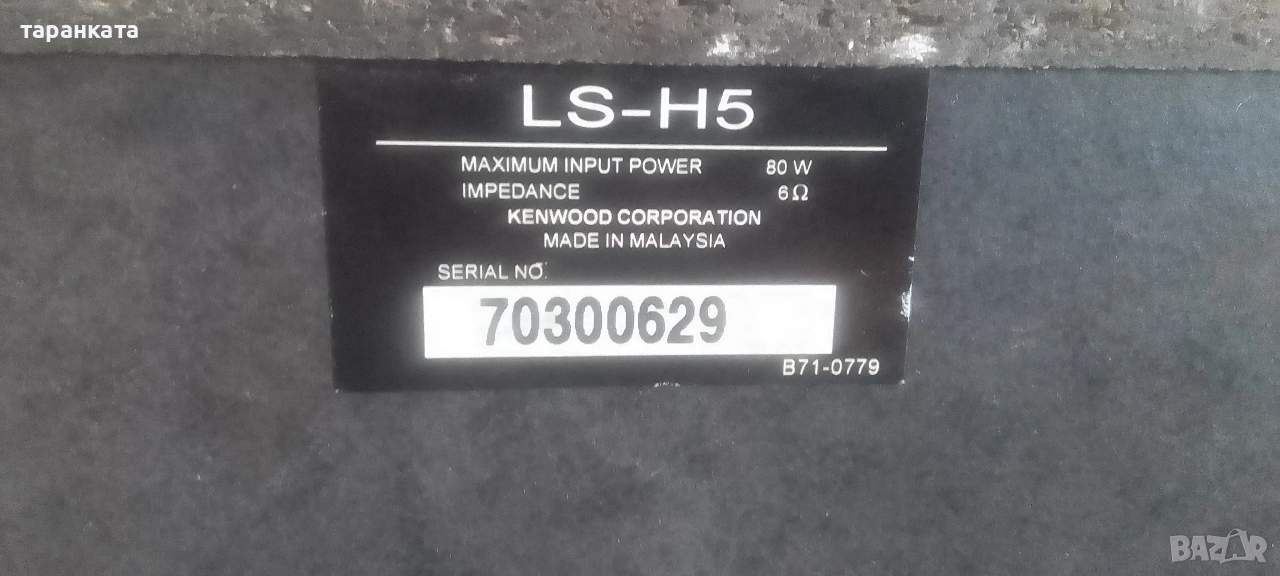 таранката
LS-H5
MAXIMUM INPUT POWER 80 W
IMPEDANCE 6Ω
KENWOOD CORPORATION
MADE IN MALAYSIA
SERIAL NO.
70300629
B71-0779
BAZAR